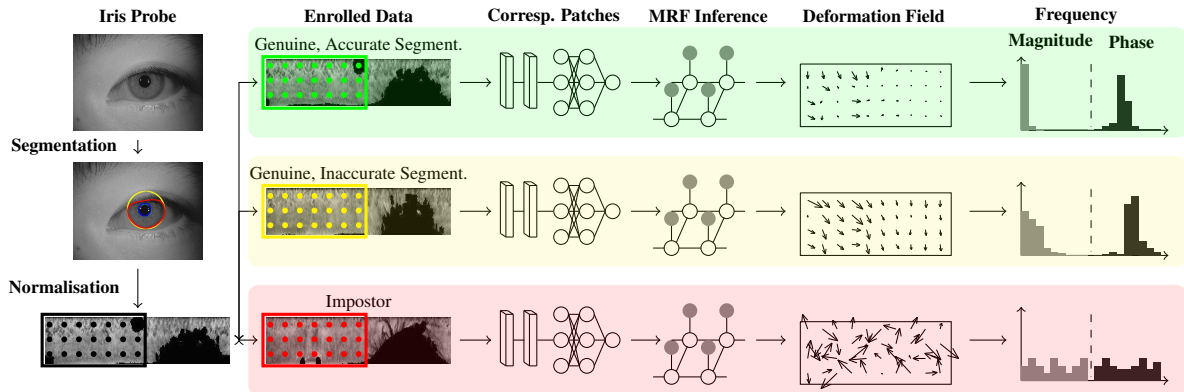 Iris Probe
Enrolled Data
Corresp. Patches
MRF Inference
Deformation Field
Frequency
Genuine, Accurate Segment.
Magnitude
Phase
Segmentation
Genuine, Inaccurate Segment.
Normalisation
Impostor